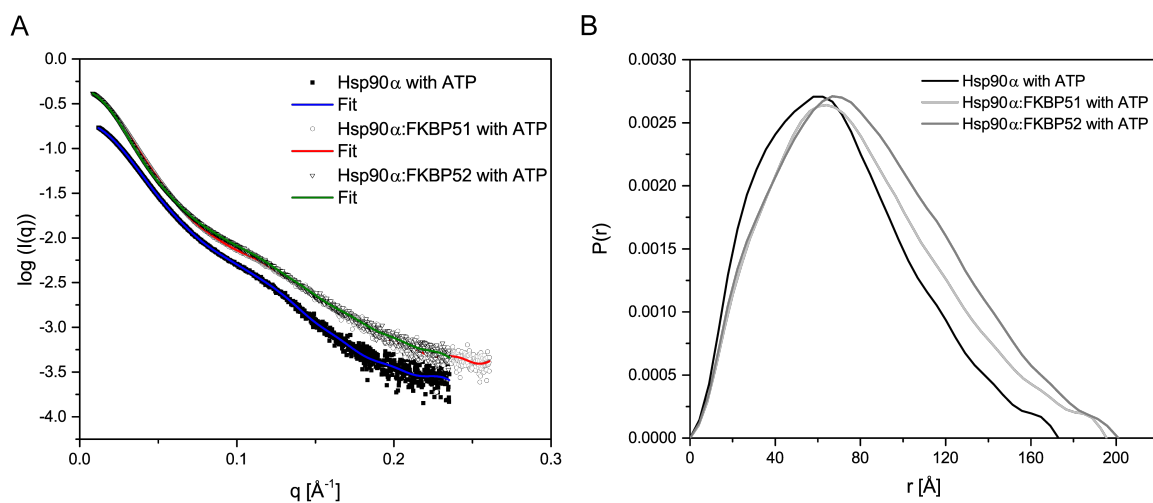 A
log (I(q))
0.0
-0.5
-1.0
-1.5
-2.0
-2.5
-3.0
-3.5
-4.0
Hsp90α with ATP
Fit
Hsp90α:FKBP51 with ATP
Fit
Hsp90α:FKBP52 with ATP
Fit
0.0 0.1 0.2 0.3
q [Å⁻¹]
B
P(r)
0.0030
0.0025
0.0020
0.0015
0.0010
0.0005
0.0000
Hsp90α with ATP
Hsp90α:FKBP51 with ATP
Hsp90α:FKBP52 with ATP
0 40 80 120 160 200
r [Å]